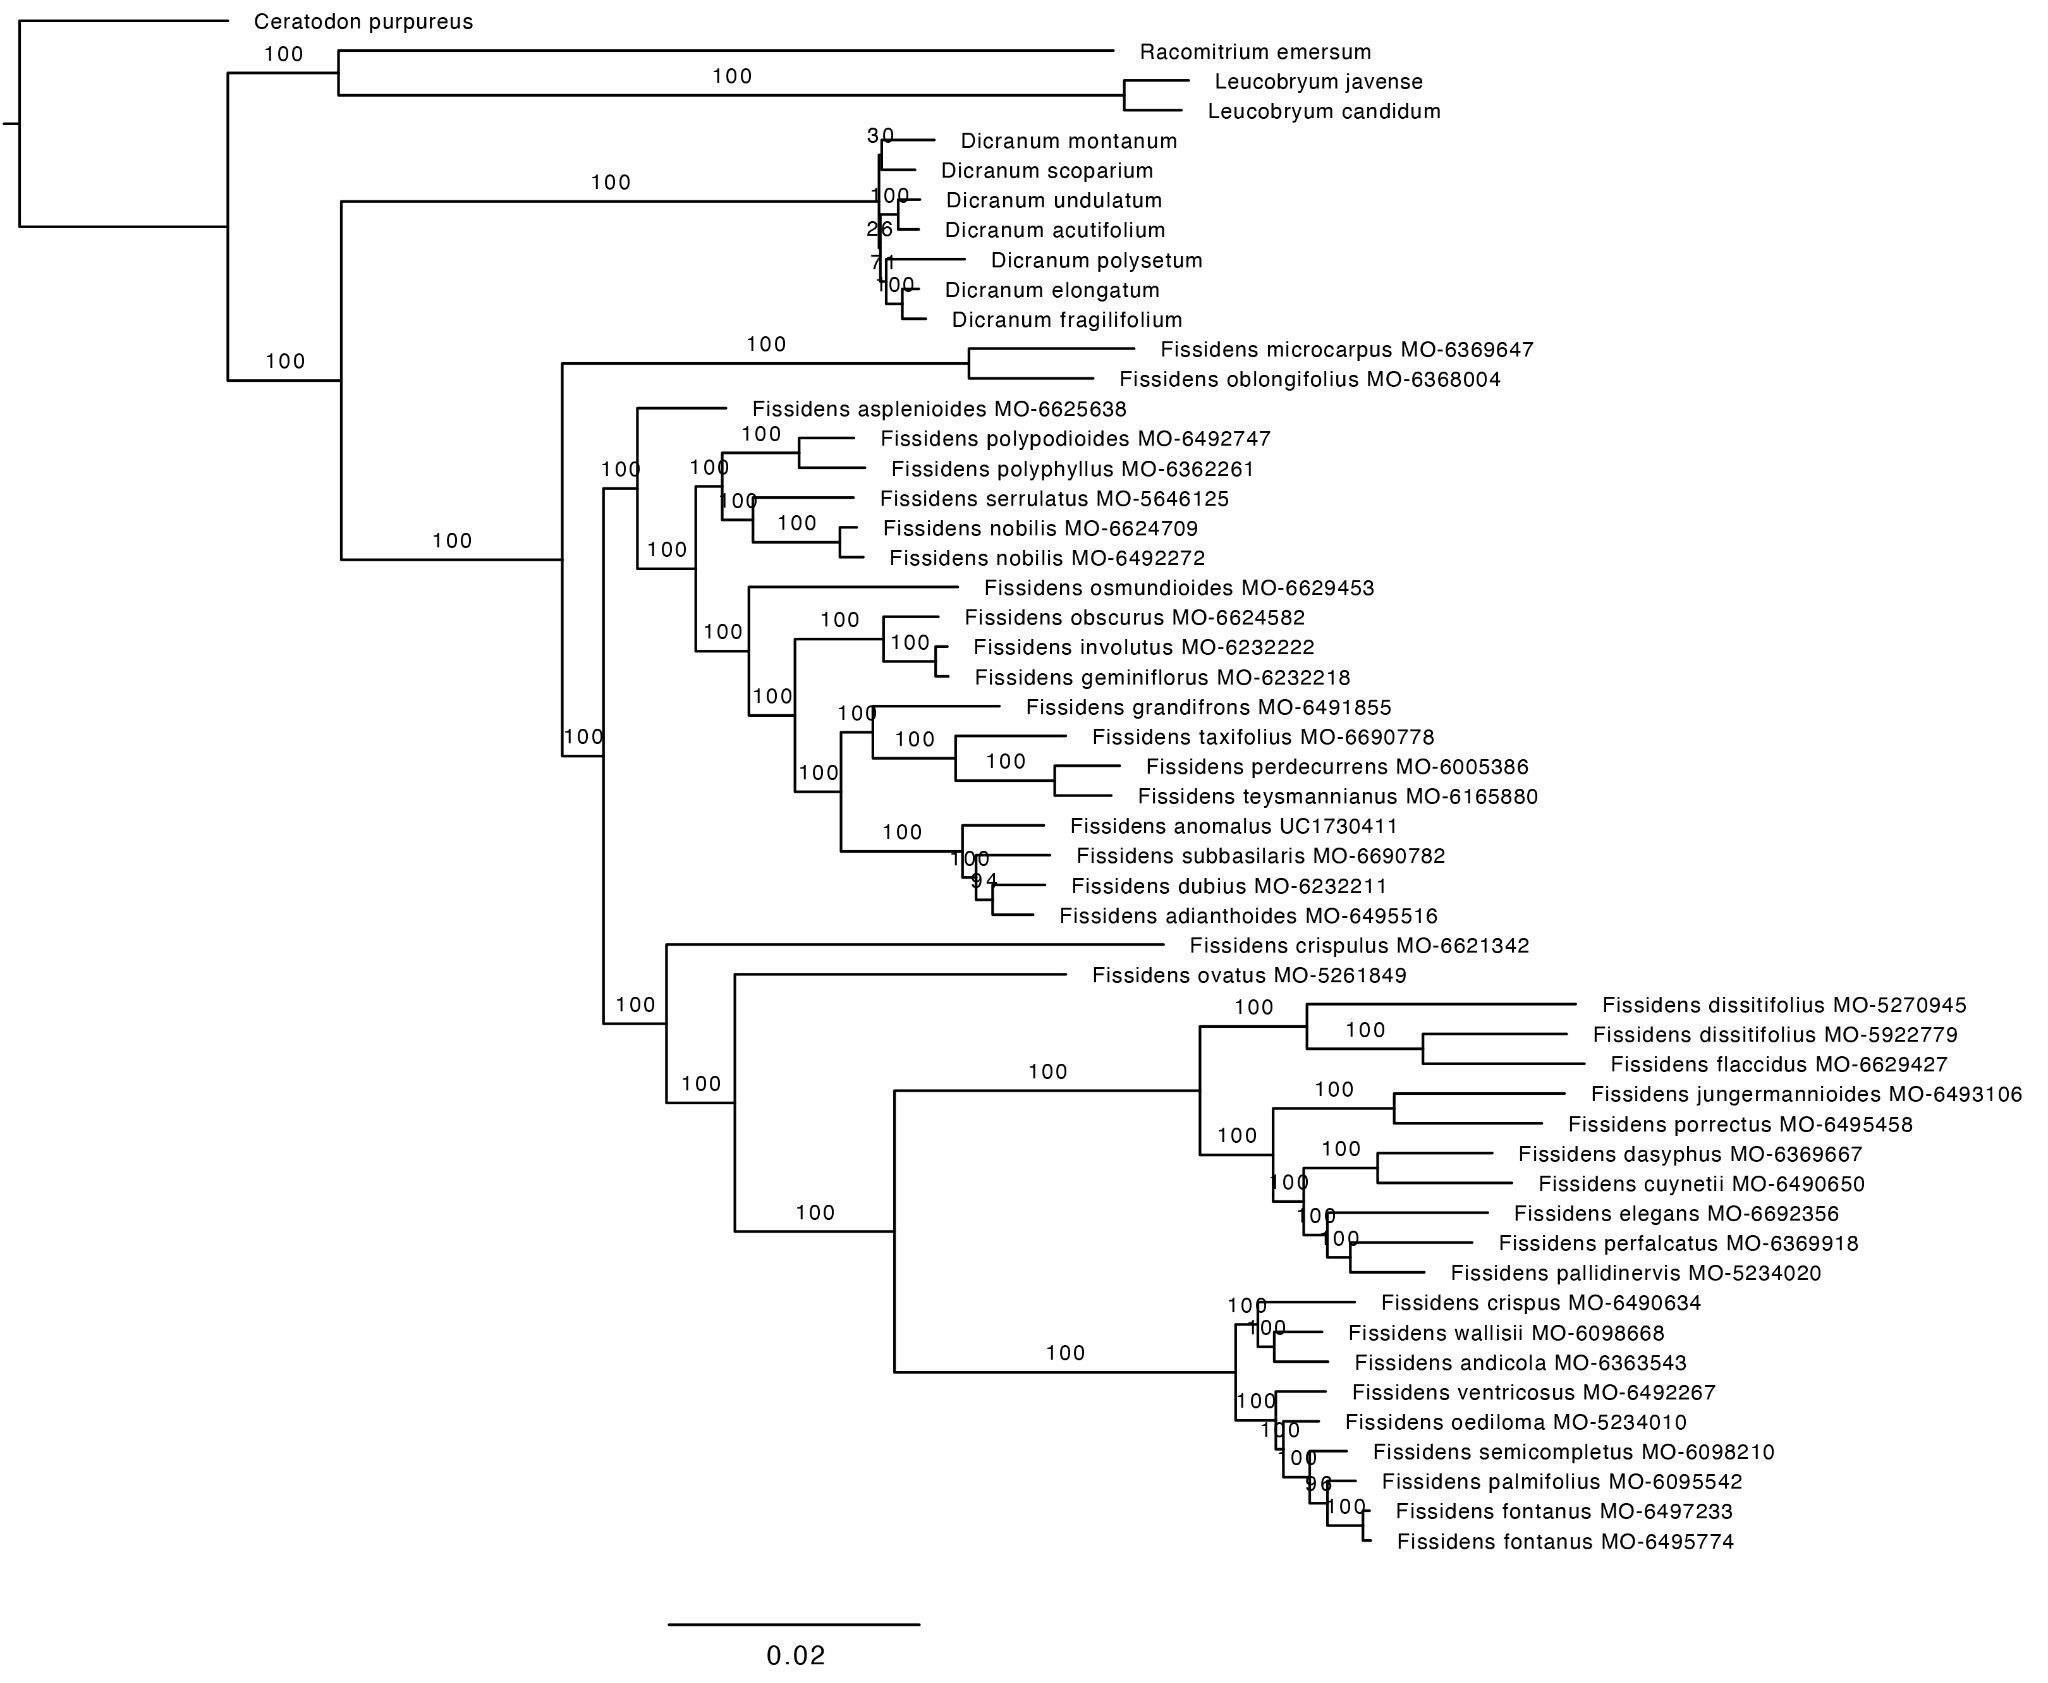 Ceratodon purpureus
100
Racomitrium emersum
100
Leucobryum javense
Leucobryum candidum
30
Dicranum montanum
Dicranum scoparium
100
100
Dicranum undulatum
26
Dicranum acutifolium
71
Dicranum polysetum
100
Dicranum elongatum
Dicranum fragilifolium
100
Fissidens microcarpus MO-6369647
100
Fissidens oblongifolius MO-6368004
Fissidens asplenioides MO-6625638
100
Fissidens polypodioides MO-6492747
100
100
Fissidens polyphyllus MO-6362261
100
Fissidens serrulatus MO-5646125
100
Fissidens nobilis MO-6624709
100
100
Fissidens nobilis MO-6492272
Fissidens osmundioides MO-6629453
100
Fissidens obscurus MO-6624582
100
100
Fissidens involutus MO-6232222
Fissidens geminiflorus MO-6232218
100
100
Fissidens grandifrons MO-6491855
100
100
Fissidens taxifolius MO-6690778
100
100
Fissidens perdecurrens MO-6005386
Fissidens teysmannianus MO-6165880
100
Fissidens anomalus UC1730411
100
Fissidens subbasilaris MO-6690782
94
Fissidens dubius MO-6232211
Fissidens adianthoides MO-6495516
Fissidens crispulus MO-6621342
Fissidens ovatus MO-5261849
100
100
Fissidens dissitifolius MO-5270945
100
Fissidens dissitifolius MO-5922779
Fissidens flaccidus MO-6629427
100
100
100
Fissidens jungermannioides MO-6493106
Fissidens porrectus MO-6495458
100
100
Fissidens dasyphus MO-6369667
100
Fissidens cuynetii MO-6490650
100
100
Fissidens elegans MO-6692356
100
Fissidens perfalcatus MO-6369918
Fissidens pallidinervis MO-5234020
100
Fissidens crispus MO-6490634
100
Fissidens wallisii MO-6098668
100
Fissidens andicola MO-6363543
100
Fissidens ventricosus MO-6492267
100
Fissidens oediloma MO-5234010
100
Fissidens semicompletus MO-6098210
96
Fissidens palmifolius MO-6095542
100
Fissidens fontanus MO-6497233
Fissidens fontanus MO-6495774
0.02